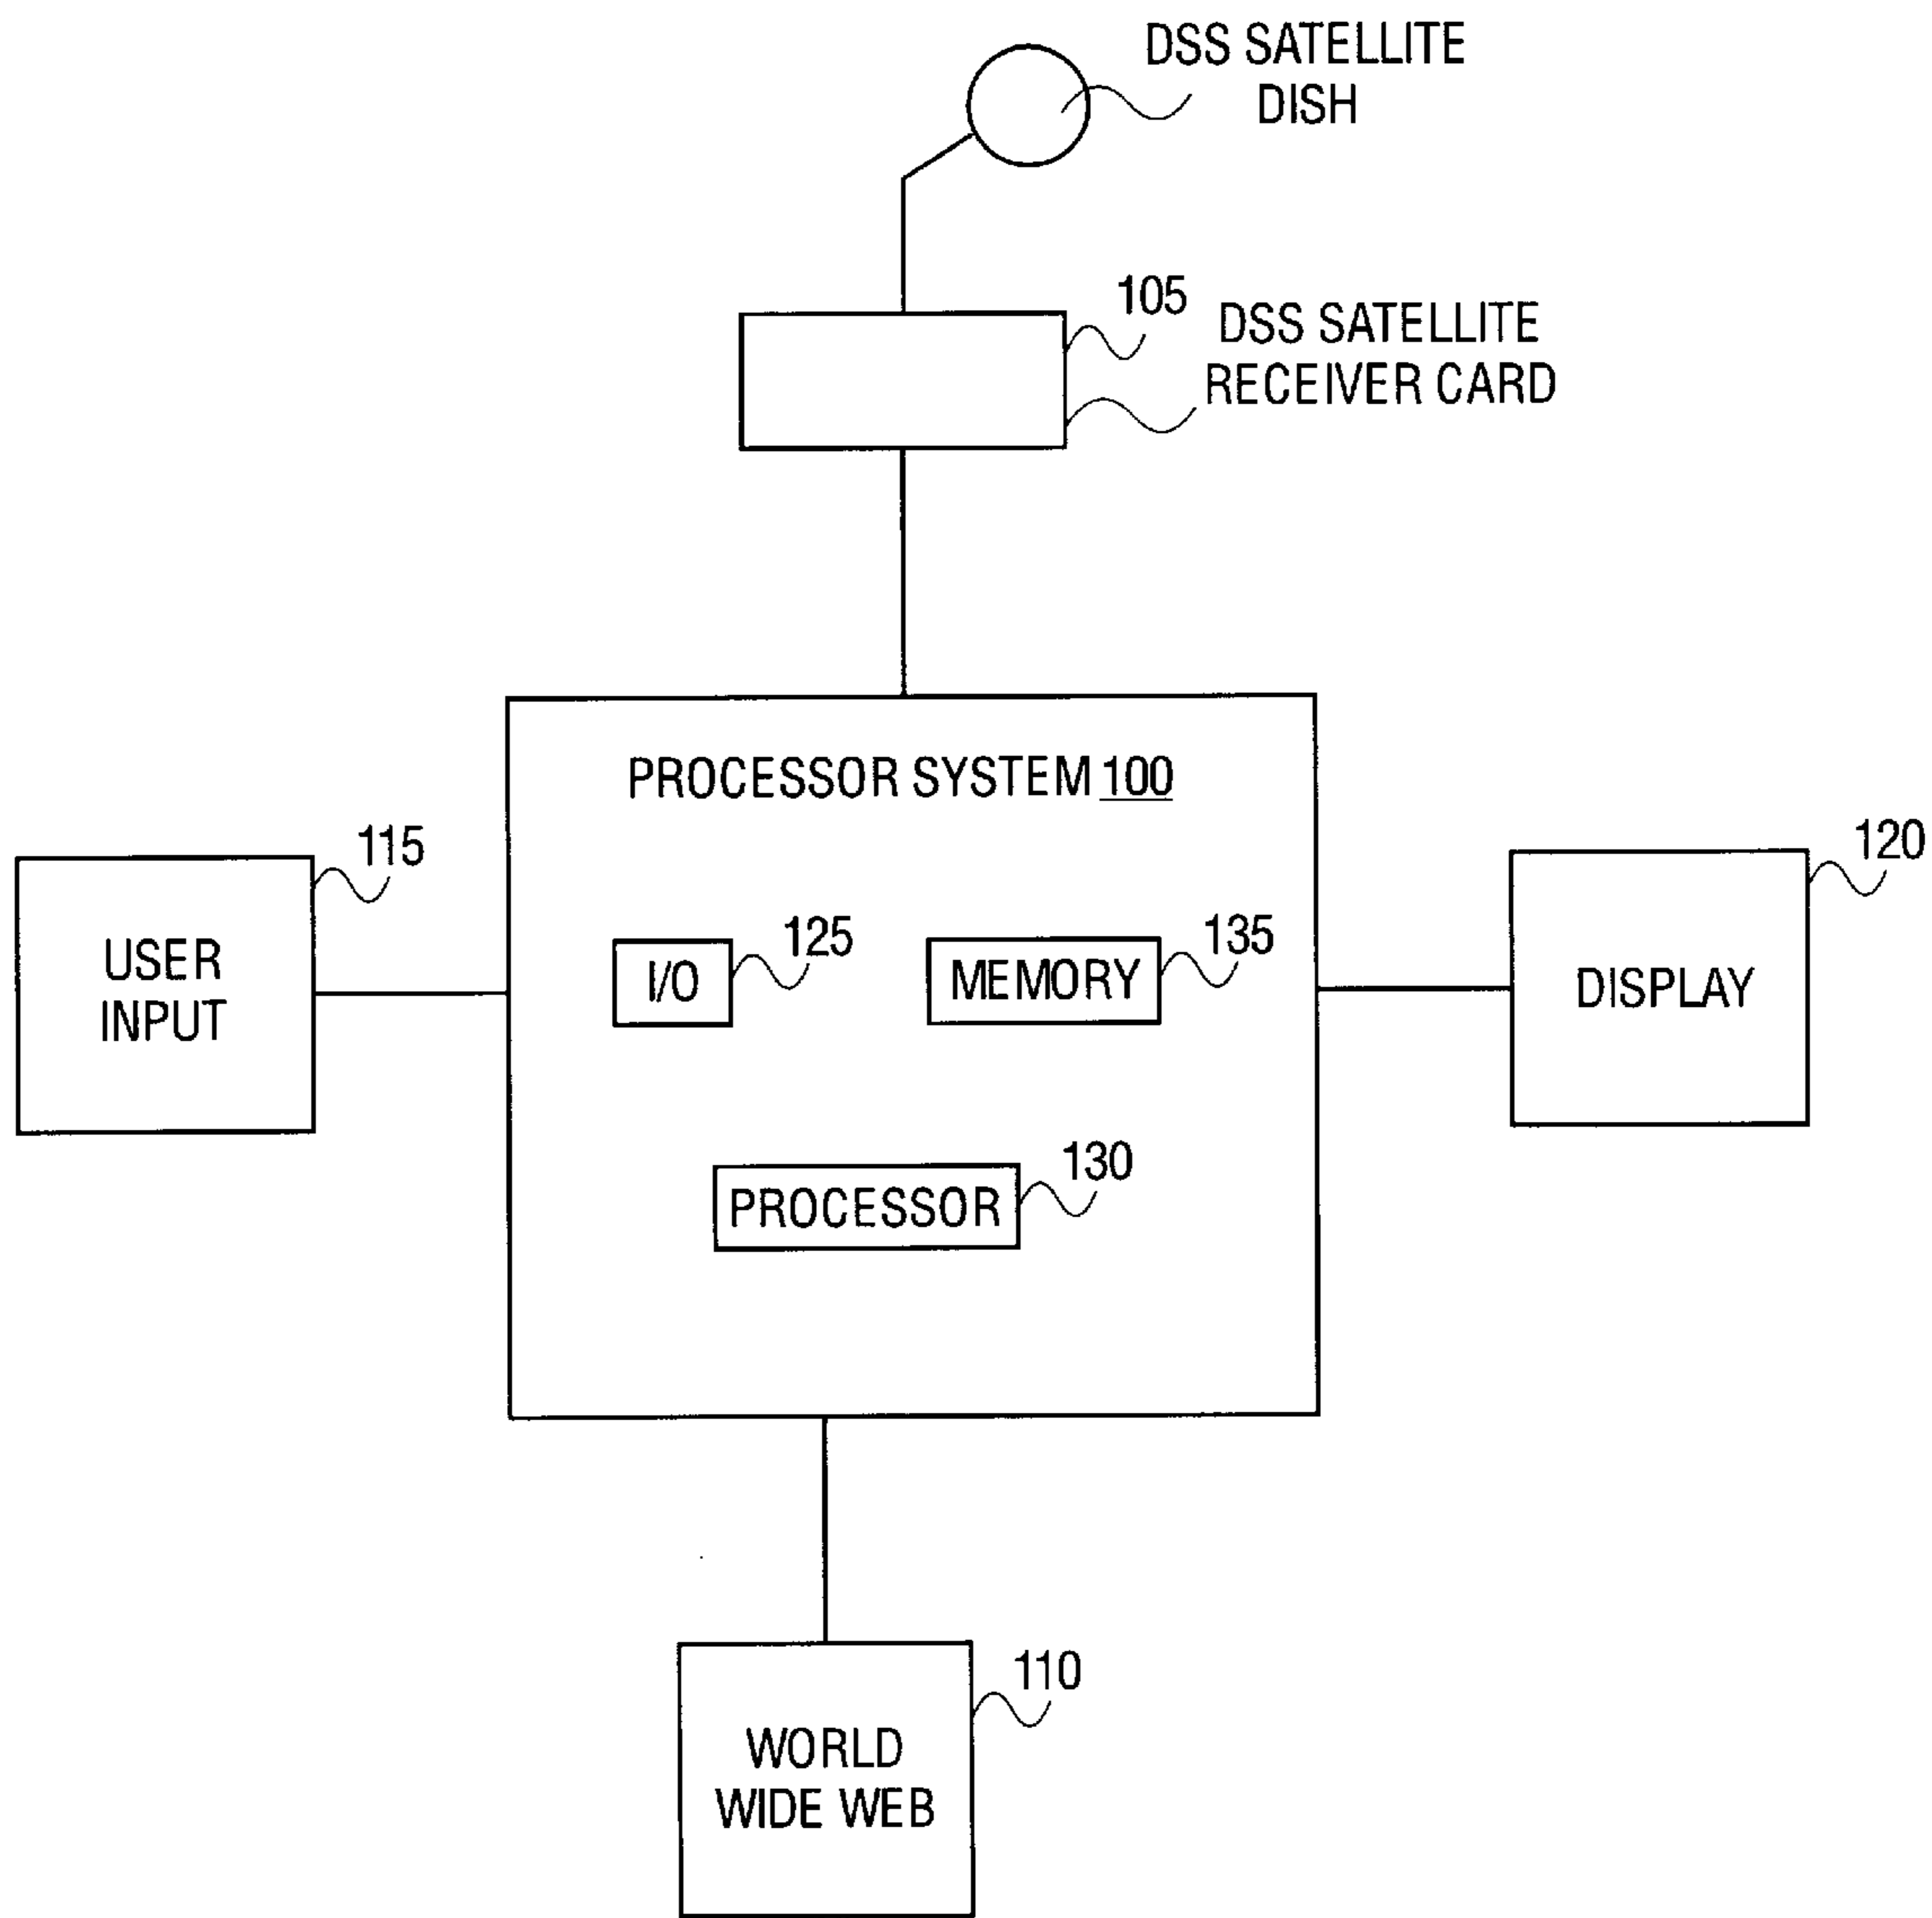 DSS SATELLITE
DISH
105
DSS SATELLITE
RECEIVER CARD
PROCESSOR SYSTEM 100
115
USER
INPUT
I/O
125
MEMORY
135
120
DISPLAY
PROCESSOR
130
110
WORLD
WIDE WEB